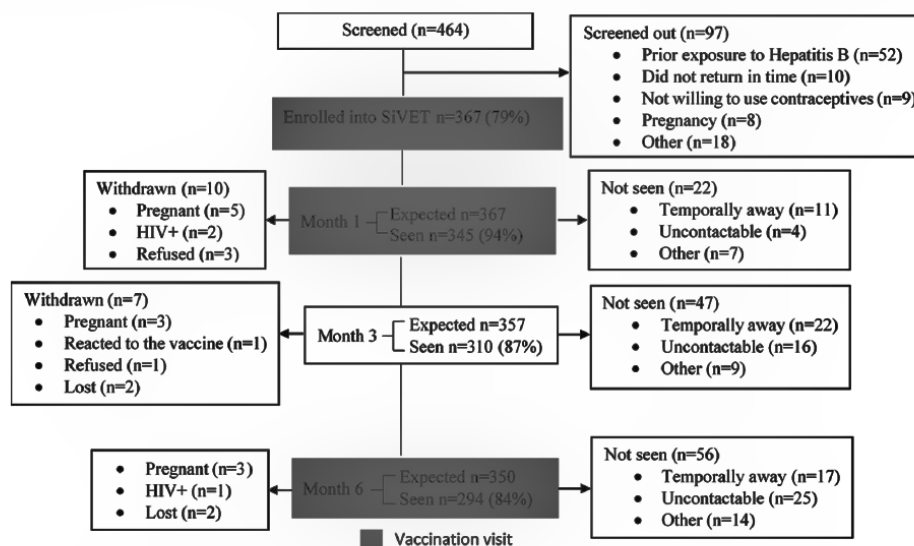 Screened (n=464)
Screened out (n=97)
• Prior exposure to Hepatitis B (n=52)
• Did not return in time (n=10)
• Not willing to use contraceptives (n=9)
• Pregnancy (n=8)
• Other (n=18)
Enrolled into SiVET n=367 (79%)
Withdrawn (n=10)
• Pregnant (n=5)
• HIV+ (n=2)
• Refused (n=3)
Month 1
Expected n=367
Seen n=345 (94%)
Not seen (n=22)
• Temporally away (n=11)
• Uncontactable (n=4)
• Other (n=7)
Withdrawn (n=7)
• Pregnant (n=3)
• Reacted to the vaccine (n=1)
• Refused (n=1)
• Lost (n=2)
Month 3
Expected n=357
Seen n=310 (87%)
Not seen (n=47)
• Temporally away (n=22)
• Uncontactable (n=16)
• Other (n=9)
• Pregnant (n=3)
• HIV+ (n=1)
• Lost (n=2)
Month 6
Expected n=350
Seen n=294 (84%)
Not seen (n=56)
• Temporally away (n=17)
• Uncontactable (n=25)
• Other (n=14)
Vaccination visit